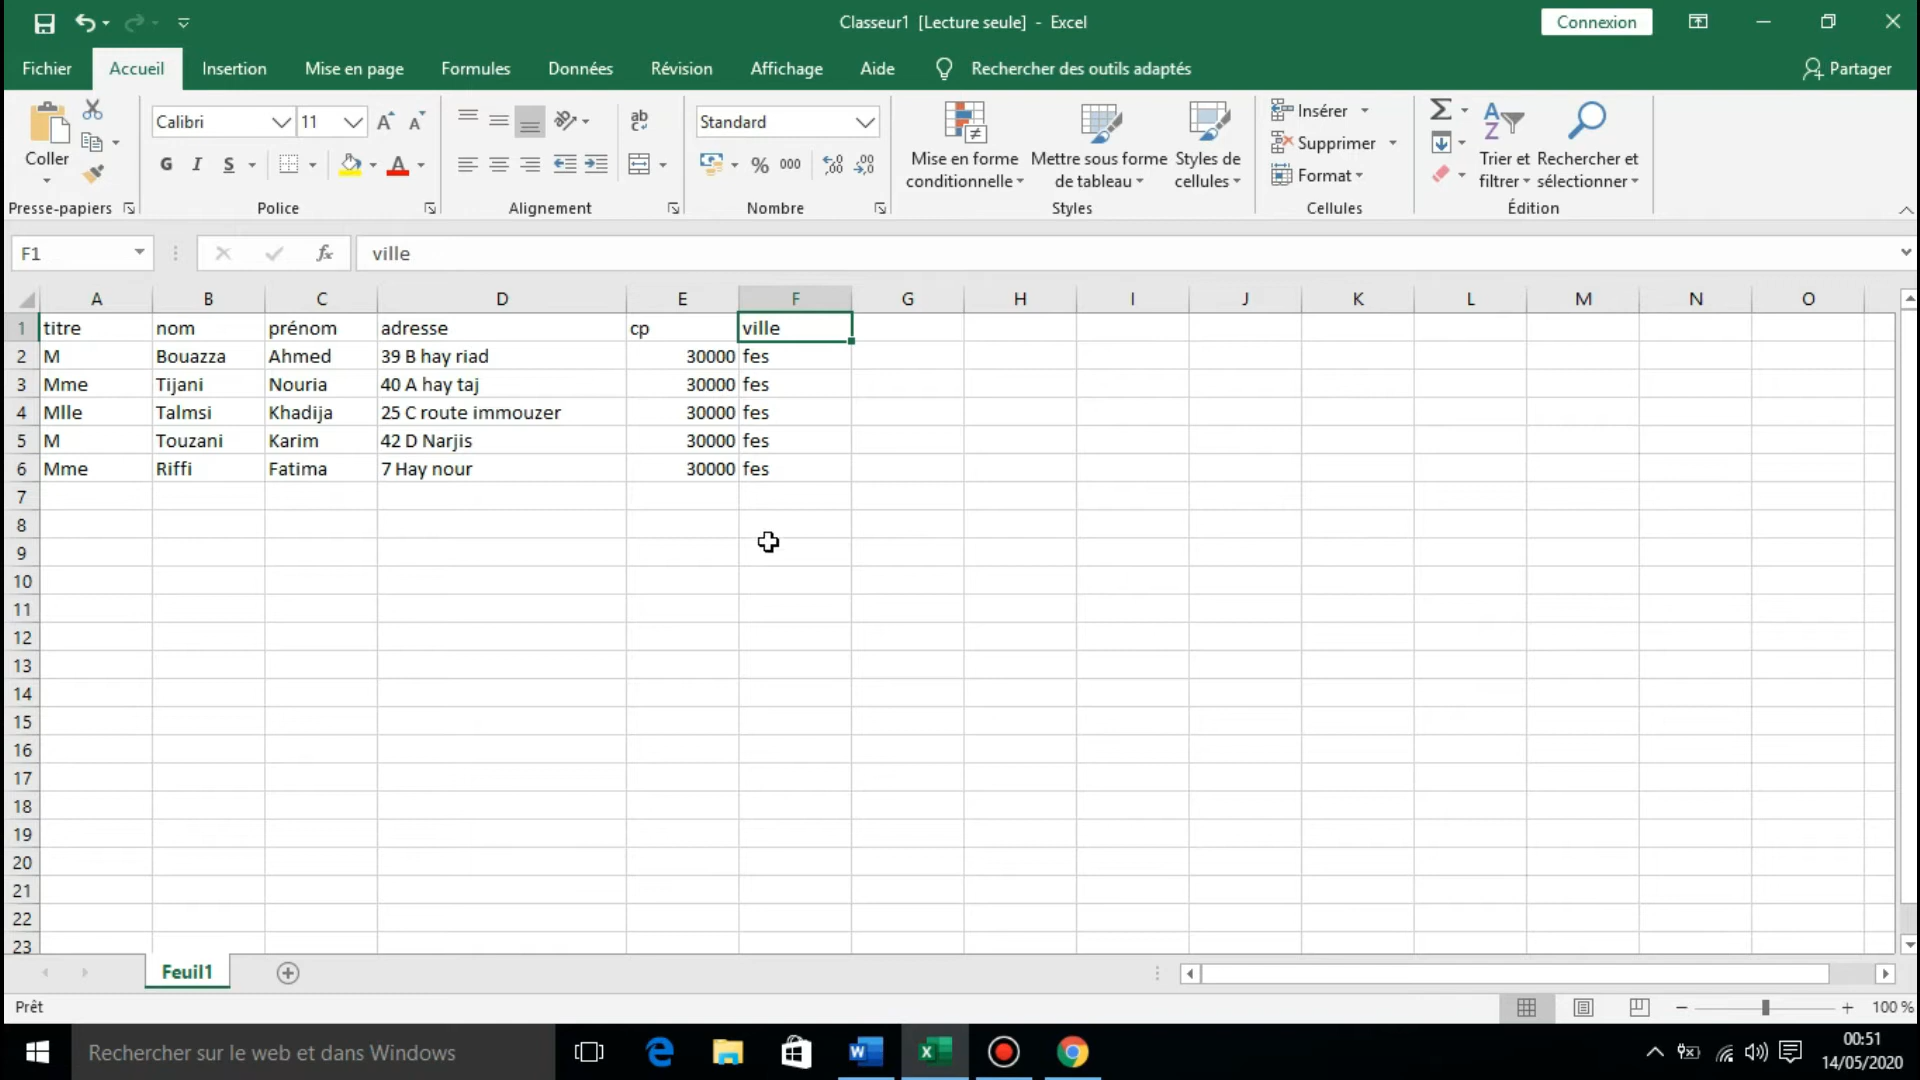 Classeur1 [Lecture seule] - Excel
Connexion
Fichier Accueil Insertion Mise en page Formules Données Révision Affichage Aide Rechercher des outils adaptés Partager
Coller
Presse-papiers
Calibri 11
G I S
Police
Alignement
Standard
% 000
Nombre
Mise en forme conditionnelle
Mettre sous forme de tableau
Styles de cellules
Styles
Insérer
Supprimer
Format
Cellules
Trier et filtrer
Rechercher et sélectionner
Édition
F1 fx ville
A B C D E F G H I J K L M N O
1 titre nom prénom adresse cp ville
2 M Bouazza Ahmed 39 B hay riad 30000 fes
3 Mme Tijani Nouria 40 A hay taj 30000 fes
4 Mlle Talmsi Khadija 25 C route immouzer 30000 fes
5 M Touzani Karim 42 D Narjis 30000 fes
6 Mme Riffi Fatima 7 Hay nour 30000 fes
7
8
9
10
11
12
13
14
15
16
17
18
19
20
21
22
23
Feuil1
Prêt
100 %
Rechercher sur le web et dans Windows
00:51
14/05/2020